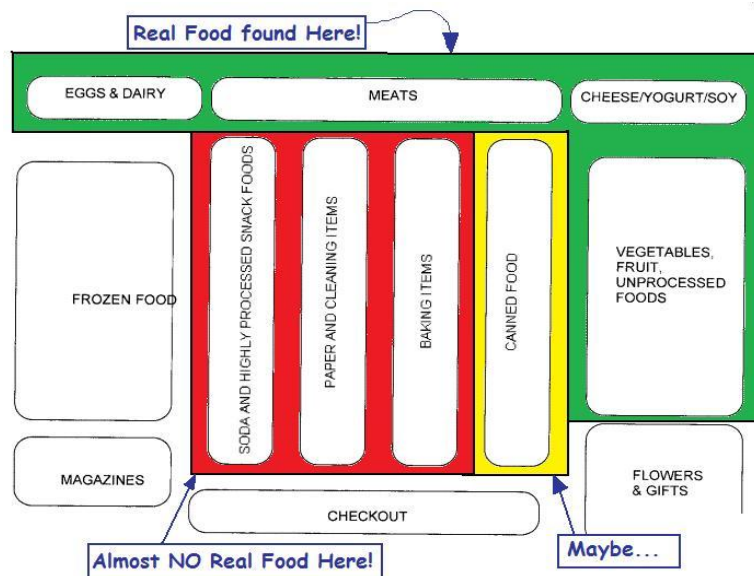 Real Food found Here!
EGGS & DAIRY
MEATS
CHEESE/YOGURT/SOY
FROZEN FOOD
SODA AND HIGHLY PROCESSED SNACK FOODS
PAPER AND CLEANING ITEMS
BAKING ITEMS
CANNED FOOD
VEGETABLES,
FRUIT,
UNPROCESSED
FOODS
MAGAZINES
FLOWERS
& GIFTS
CHECKOUT
Almost NO Real Food Here!
Maybe...